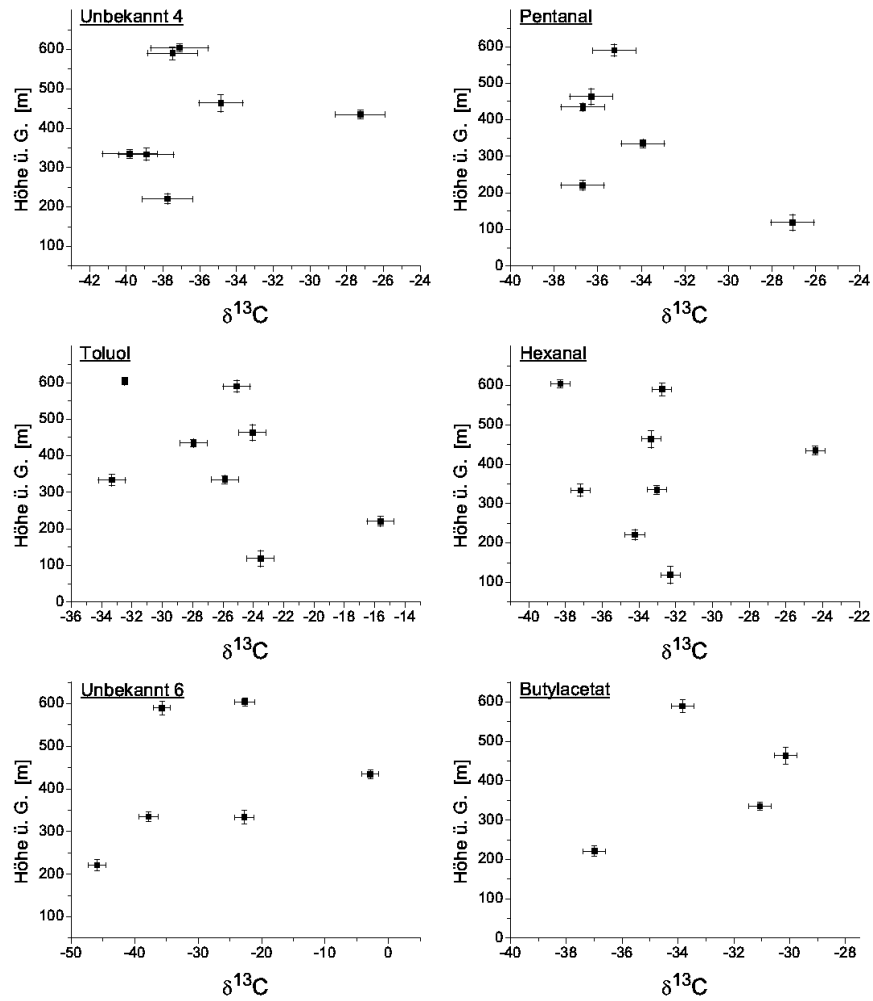 Unbekannt 4
Höhe ü. G. [m]
600
500
400
300
200
100
-42 -40 -38 -36 -34 -32 -30 -28 -26 -24
δ13C
Pentanal
Höhe ü. G. [m]
600
500
400
300
200
100
0
-40 -38 -36 -34 -32 -30 -28 -26 -24
δ13C
Toluol
Höhe ü. G. [m]
700
600
500
400
300
200
100
0
-36 -34 -32 -30 -28 -26 -24 -22 -20 -18 -16 -14
δ13C
Hexanal
Höhe ü. G. [m]
600
500
400
300
200
100
-40 -38 -36 -34 -32 -30 -28 -26 -24 -22
δ13C
Unbekannt 6
Höhe ü. G. [m]
600
500
400
300
200
100
-50 -40 -30 -20 -10 0
δ13C
Butylacetat
Höhe ü. G. [m]
600
500
400
300
200
100
0
-40 -38 -36 -34 -32 -30 -28
δ13C